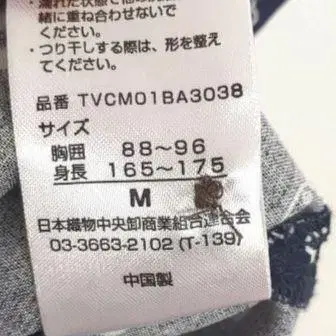 緒に重ね合わせないで
ください。
・つり干しする際は、形を整え
てください。
品番 TVCM01BA3038
サイズ
胸囲 88～96
身長 165～175
M
日本織物中央卸商業組合連合会
03-3663-2102 (T-139)
中国製